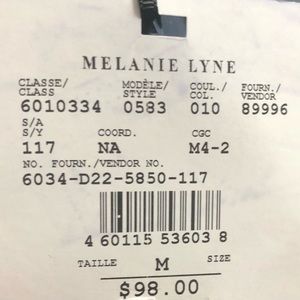 MELANIE LYNE
CLASSE/ MODÈLE/ COUL./ FOURN./
CLASS STYLE COL. VENDOR
6010334 0583 010 89996
S/A
S/Y COORD. CGC
117 NA M4-2
NO. FOURN./VENDOR NO.
6034-D22-5850-117
4 60115 53603 8
TAILLE M SIZE
$98.00